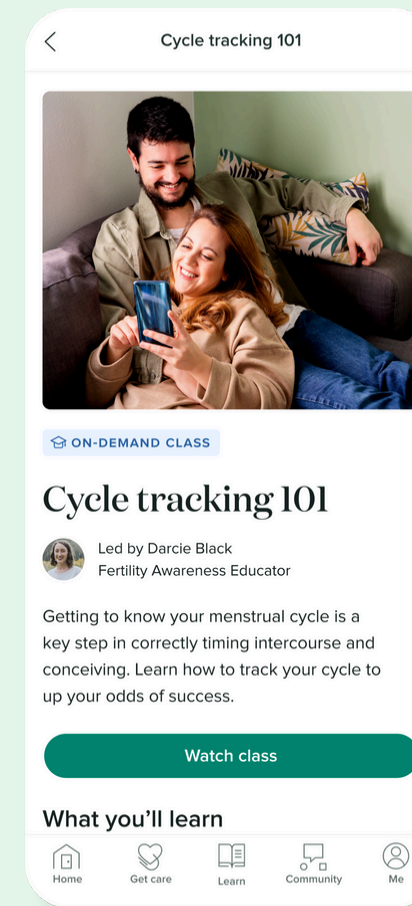 Cycle tracking 101
ON-DEMAND CLASS
Cycle tracking 101
Led by Darcie Black
Fertility Awareness Educator
Getting to know your menstrual cycle is a
key step in correctly timing intercourse and
conceiving. Learn how to track your cycle to
up your odds of success.
Watch class
What you’ll learn
Home
Get care
Learn
Community
Me